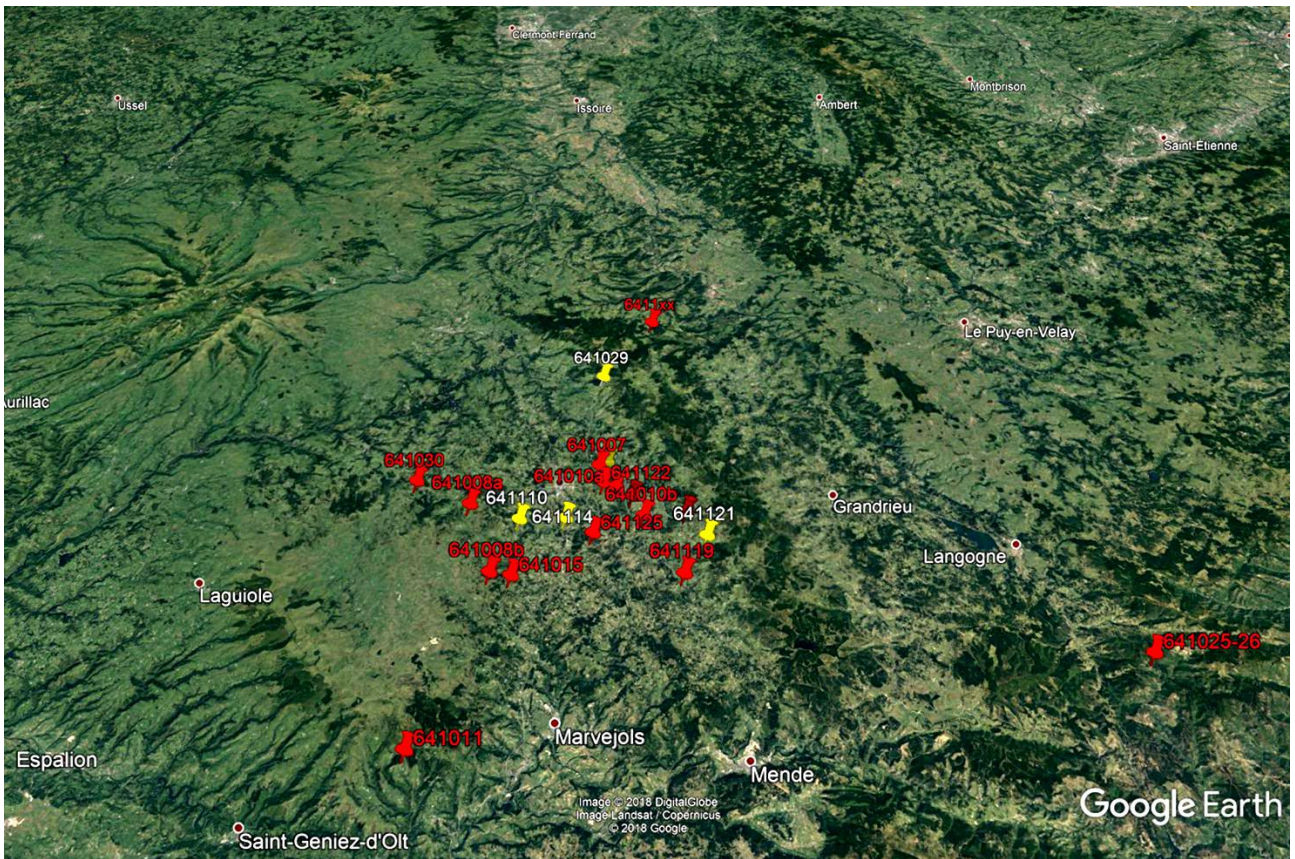 Clermont-Ferrand
Ussel
Issoire
Ambert
Montbrison
Saint-Etienne
6411xx
Le Puy-en-Velay
641029
Aurillac
641007
641030
641010a
641122
641008a
641110
641010b
641114
641125
641121
Grandrieu
641008b
641015
641119
Langogne
Laguiole
641025-26
641011
Marvejols
Espalion
Mende
Image © 2018 DigitalGlobe
Image Landsat / Copernicus
© 2018 Google
Google Earth
Saint-Geniez-d'Olt